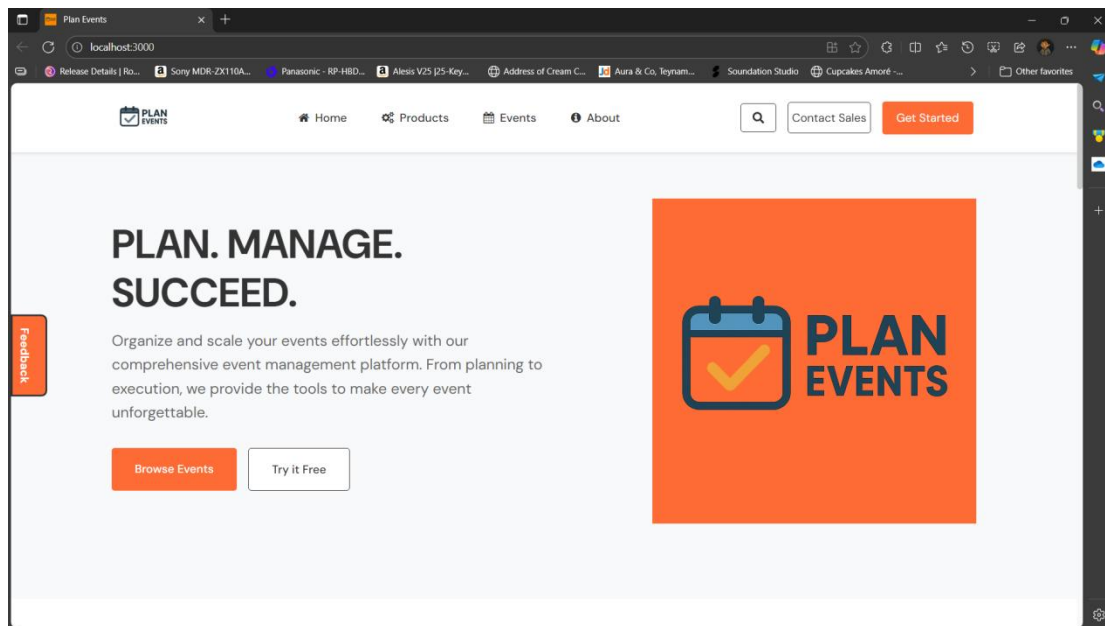 Plan Events
localhost:3000
Release Details | Ro...
Sony MDR-ZX110A...
Panasonic - RP-HBD...
Alesis V25 |25-Key...
Address of Cream C...
Aura & Co, Teynam...
Soundation Studio
Cupcakes Amoré -...
Other favorites
PLAN
EVENTS
Home
Products
Events
About
Contact Sales
Get Started
PLAN. MANAGE.
SUCCEED.
Organize and scale your events effortlessly with our
comprehensive event management platform. From planning to
execution, we provide the tools to make every event
unforgettable.
Browse Events
Try it Free
PLAN
EVENTS
Feedback